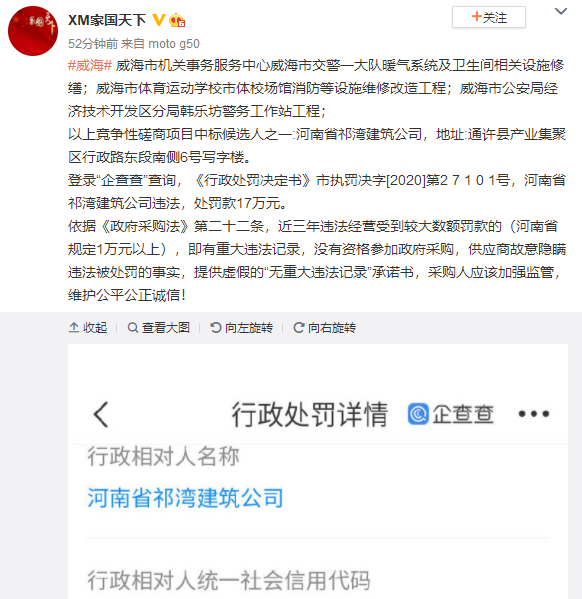 XM家国天下
+关注
52分钟前 来自 moto g50
#威海# 威海市机关事务服务中心威海市交警一大队暖气系统及卫生间相关设施修
缮；威海市体育运动学校市体校场馆消防等设施维修改造工程；威海市公安局经
济技术开发区分局韩乐坊警务工作站工程；
以上竞争性磋商项目中标候选人之一:河南省祁湾建筑公司，地址:通许县产业集聚
区行政路东段南侧6号写字楼。
登录“企查查”查询，《行政处罚决定书》市执罚决字[2020]第2 7 1 0 1号，河南省
祁湾建筑公司违法，处罚款17万元。
依据《政府采购法》第二十二条，近三年违法经营受到较大数额罚款的（河南省
规定1万元以上），即有重大违法记录，没有资格参加政府采购，供应商故意隐瞒
违法被处罚的事实，提供虚假的“无重大违法记录”承诺书，采购人应该加强监管，
维护公平公正诚信！
收起 查看大图 向左旋转 向右旋转
行政处罚详情 企查查
行政相对人名称
河南省祁湾建筑公司
行政相对人统一社会信用代码